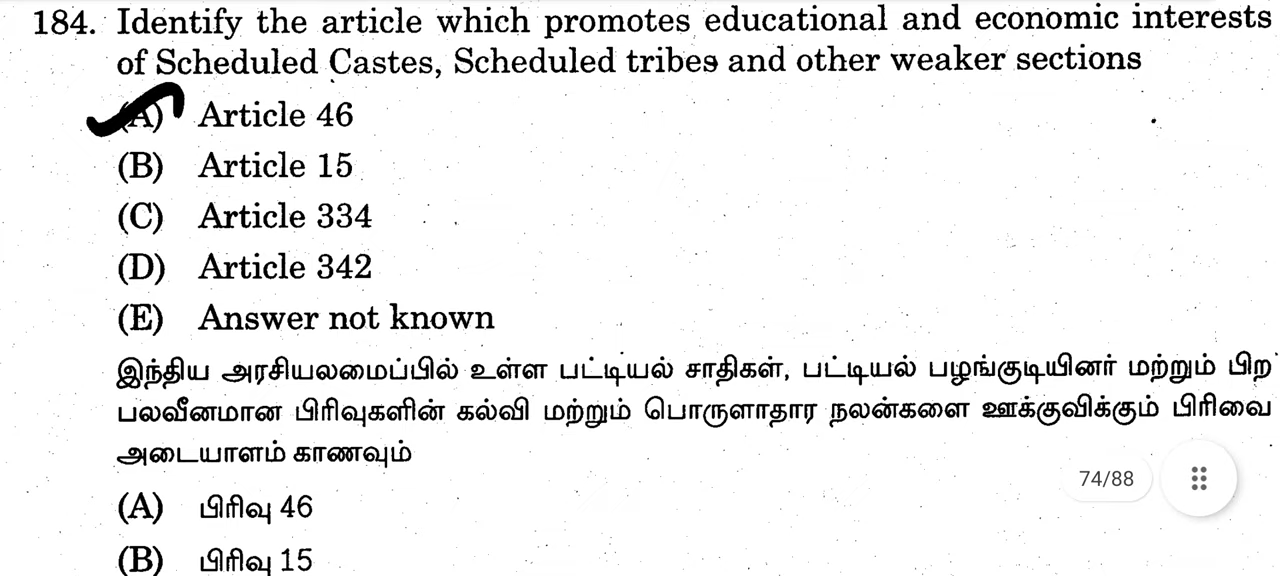 184. Identify the article which promotes educational and economic interests
of Scheduled Castes, Scheduled tribes and other weaker sections
(A) Article 46
(B) Article 15
(C) Article 334
(D) Article 342
(E) Answer not known
இந்திய அரசியலமைப்பில் உள்ள பட்டியல் சாதிகள், பட்டியல் பழங்குடியினர் மற்றும் பிற
பலவீனமான பிரிவுகளின் கல்வி மற்றும் பொருளாதார நலன்களை ஊக்குவிக்கும் பிரிவை
அடையாளம் காணவும்
74/88
(A) பிரிவு 46
(B) பிரிவு 15